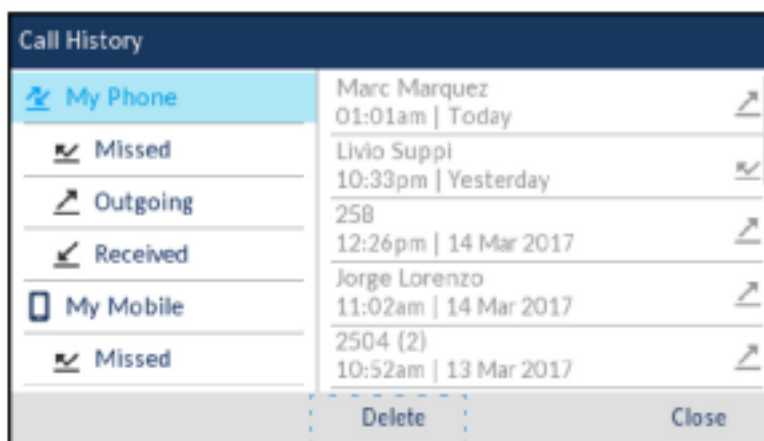 Call History
My Phone
Missed
Outgoing
Received
My Mobile
Missed
Marc Marquez
01:01am | Today
Livio Suppi
10:33pm | Yesterday
258
12:26pm | 14 Mar 2017
Jorge Lorenzo
11:02am | 14 Mar 2017
2504 (2)
10:52am | 13 Mar 2017
Delete
Close